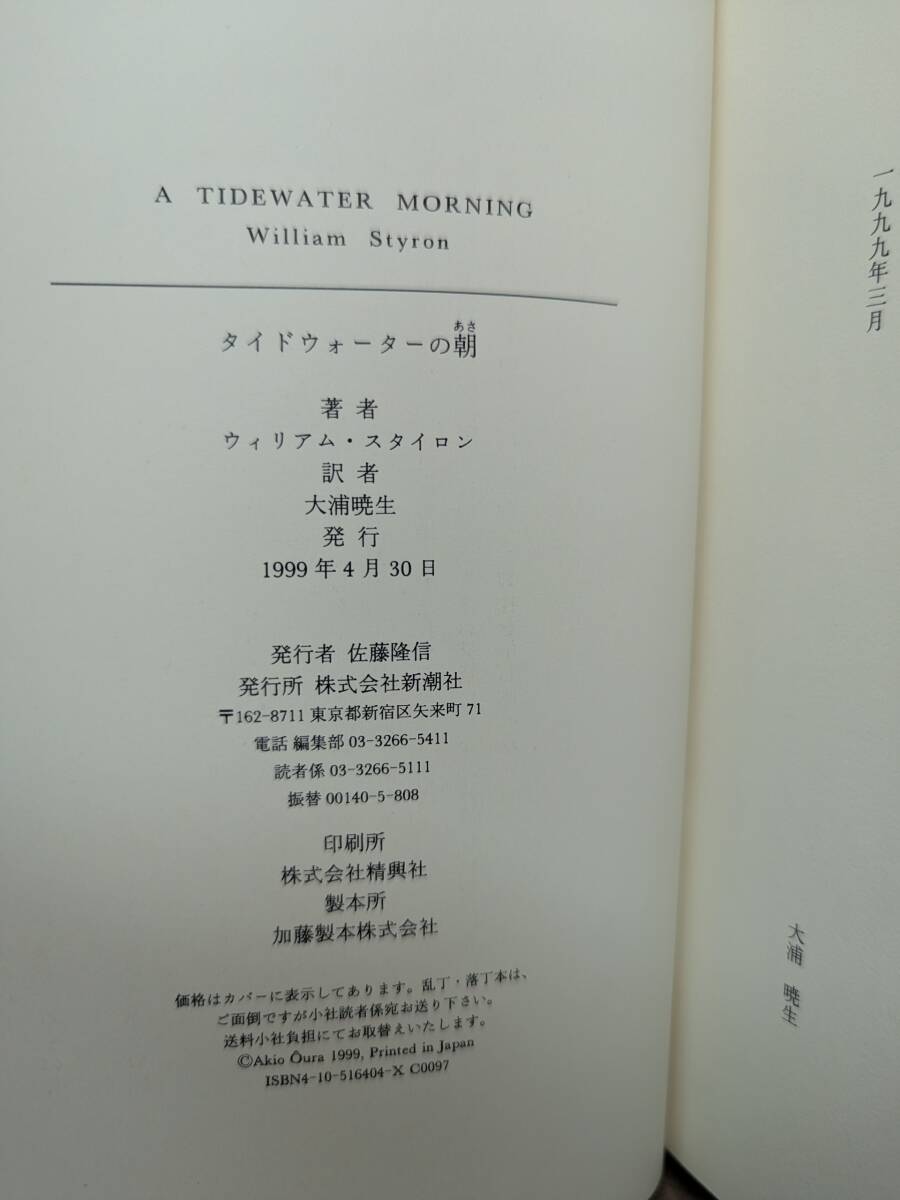 一九九九年三月
大浦 暁生
A TIDEWATER MORNING
William Styron
タイドウォーターの朝
あさ
著者
ウィリアム・スタイロン
訳者
大浦暁生
発行
1999年4月30日
発行者 佐藤隆信
発行所 株式会社新潮社
〒162-8711 東京都新宿区矢来町71
電話 編集部 03-3266-5411
読者係 03-3266-5111
振替 00140-5-808
印刷所
株式会社精興社
製本所
加藤製本株式会社
価格はカバーに表示してあります。乱丁・落丁本は、
ご面倒ですが小社読者係宛お送り下さい。
送料小社負担にてお取替えいたします。
©Akio Ôura 1999, Printed in Japan
ISBN4-10-516404-X C0097